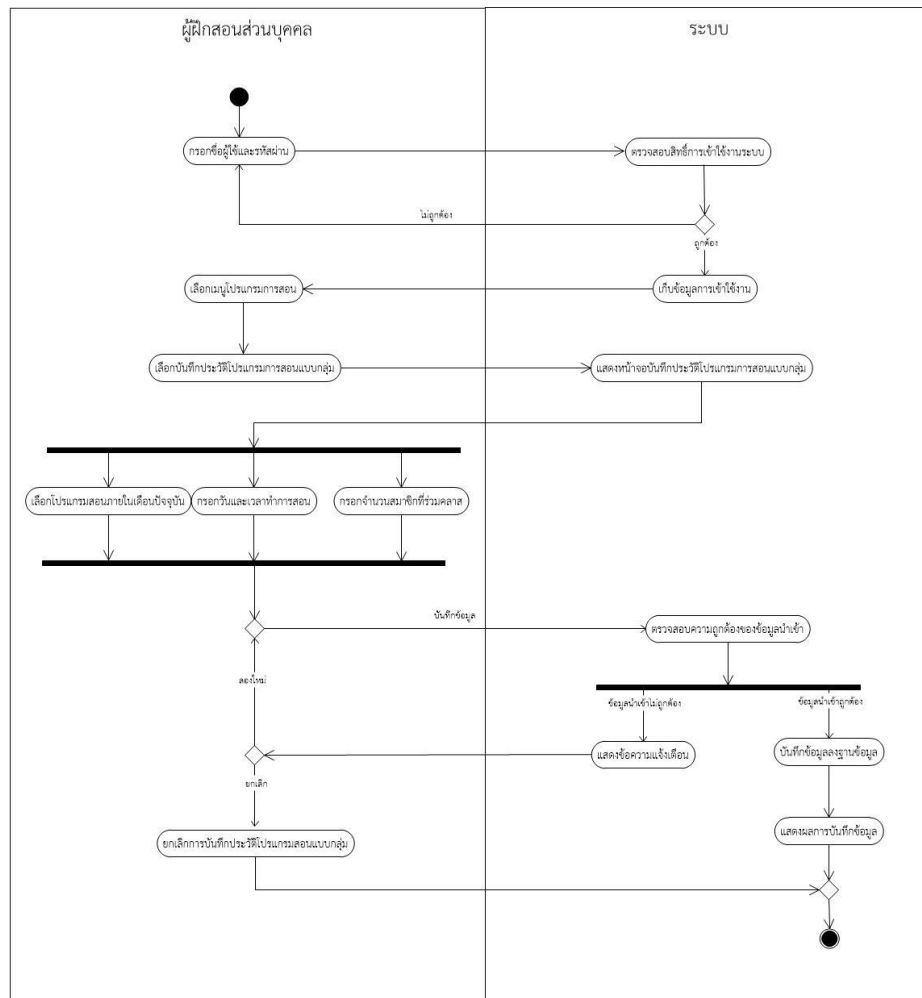 ผู้ฝึกสอนส่วนบุคคล
ระบบ
กรอกชื่อผู้ใช้และรหัสผ่าน
ตรวจสอบสิทธิ์การเข้าใช้งานระบบ
ไม่ถูกต้อง
ถูกต้อง
เลือกเมนูโปรแกรมการสอน
เก็บข้อมูลการเข้าใช้งาน
เลือกบันทึกประวัติโปรแกรมการสอนแบบกลุ่ม
แสดงหน้าจอบันทึกประวัติโปรแกรมการสอนแบบกลุ่ม
เลือกโปรแกรมสอนภายในเดือนปัจจุบัน
กรอกวันและเวลาทำการสอน
กรอกจำนวนสมาชิกที่ร่วมคลาส
บันทึกข้อมูล
ตรวจสอบความถูกต้องของข้อมูลนำเข้า
ลองใหม่
ข้อมูลนำเข้าไม่ถูกต้อง
ข้อมูลนำเข้าถูกต้อง
แสดงข้อความแจ้งเตือน
บันทึกข้อมูลลงฐานข้อมูล
ยกเลิก
แสดงผลการบันทึกข้อมูล
ยกเลิกการบันทึกประวัติโปรแกรมสอนแบบกลุ่ม